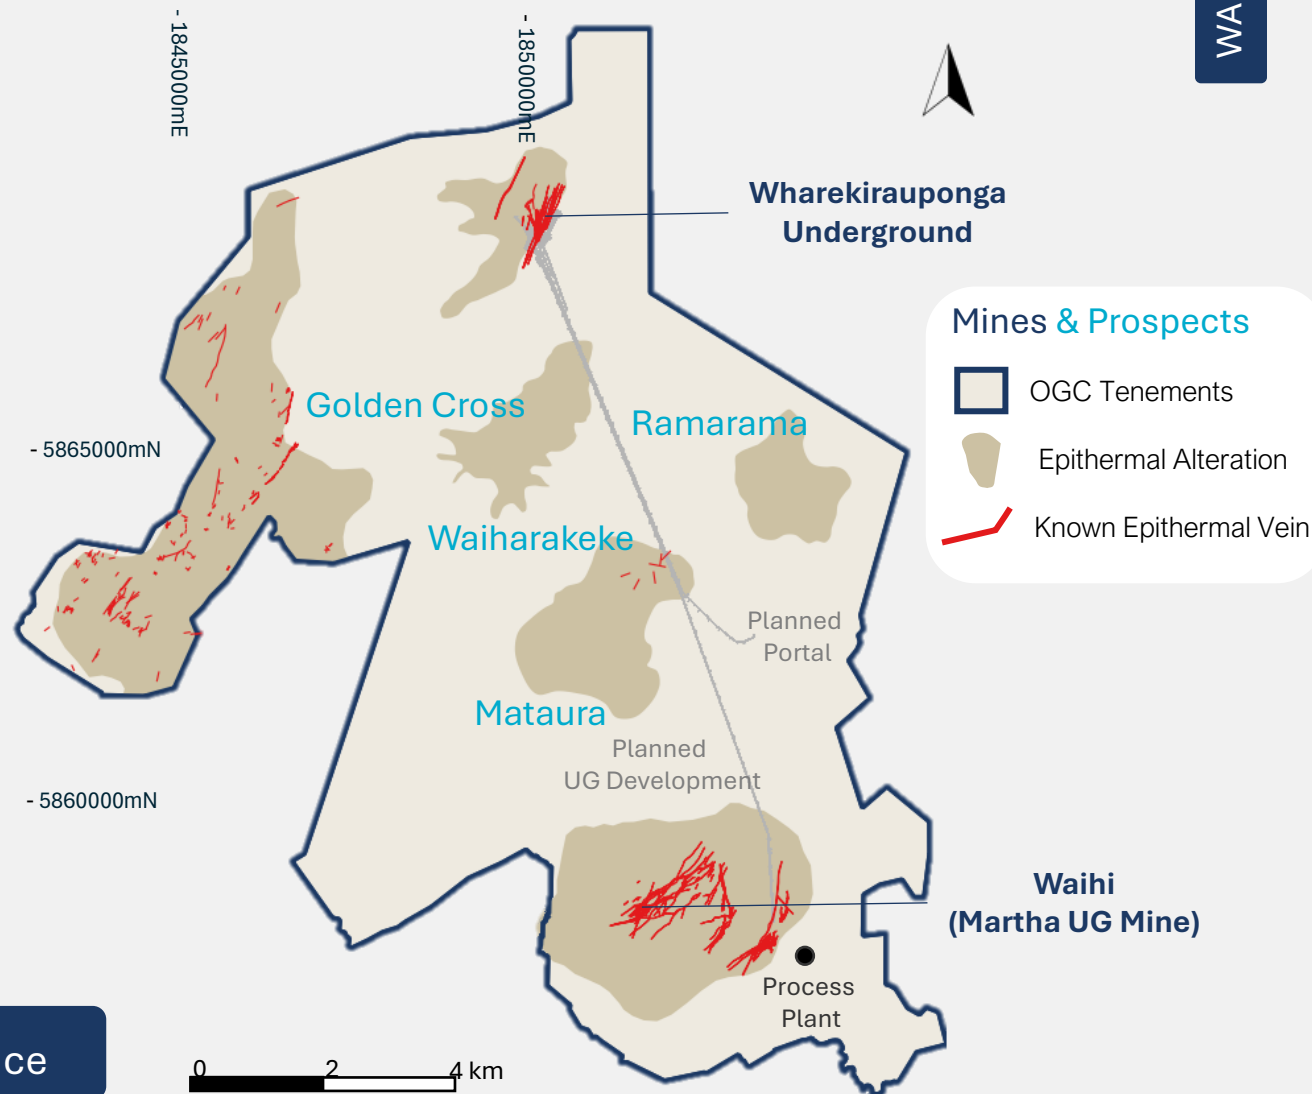 - 1845000mE
- 1850000mE
WA
Wharekirauponga
Underground
Mines & Prospects
OGC Tenements
Epithermal Alteration
Known Epithermal Vein
Golden Cross
Ramarama
- 5865000mN
Waiharakeke
Planned
Portal
Mataura
Planned
UG Development
- 5860000mN
Waihi
(Martha UG Mine)
Process
Plant
ce
0 2 4 km